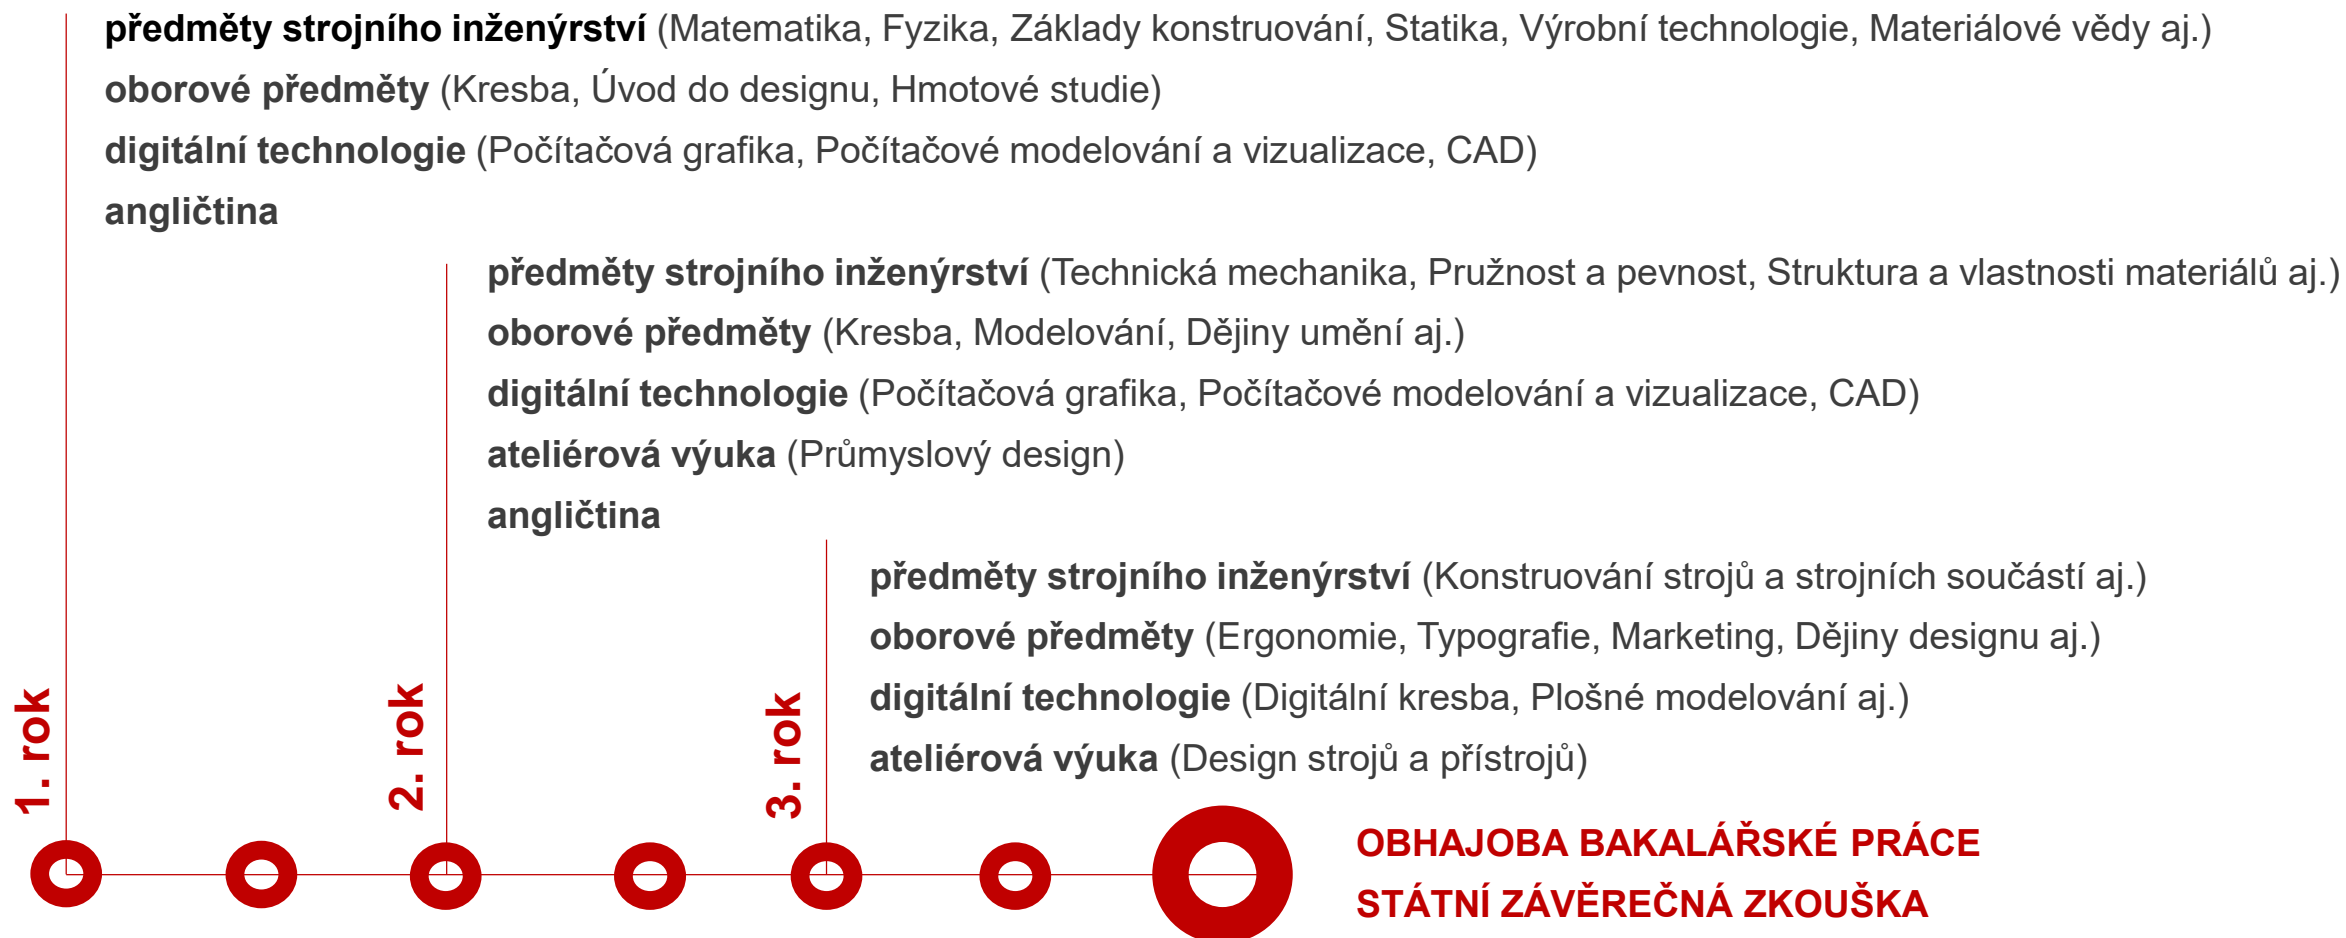 předměty strojního inženýrství (Matematika, Fyzika, Základy konstruování, Statika, Výrobní technologie, Materiálové vědy aj.)
oborové předměty (Kresba, Úvod do designu, Hmotové studie)
digitální technologie (Počítačová grafika, Počítačové modelování a vizualizace, CAD)
angličtina
předměty strojního inženýrství (Technická mechanika, Pružnost a pevnost, Struktura a vlastnosti materiálů aj.)
oborové předměty (Kresba, Modelování, Dějiny umění aj.)
digitální technologie (Počítačová grafika, Počítačové modelování a vizualizace, CAD)
ateliérová výuka (Průmyslový design)
angličtina
předměty strojního inženýrství (Konstruování strojů a strojních součástí aj.)
oborové předměty (Ergonomie, Typografie, Marketing, Dějiny designu aj.)
digitální technologie (Digitální kresba, Plošné modelování aj.)
ateliérová výuka (Design strojů a přístrojů)
1. rok
2. rok
3. rok
OBHAJOBA BAKALÁŘSKÉ PRÁCE
STÁTNÍ ZÁVĚREČNÁ ZKOUŠKA